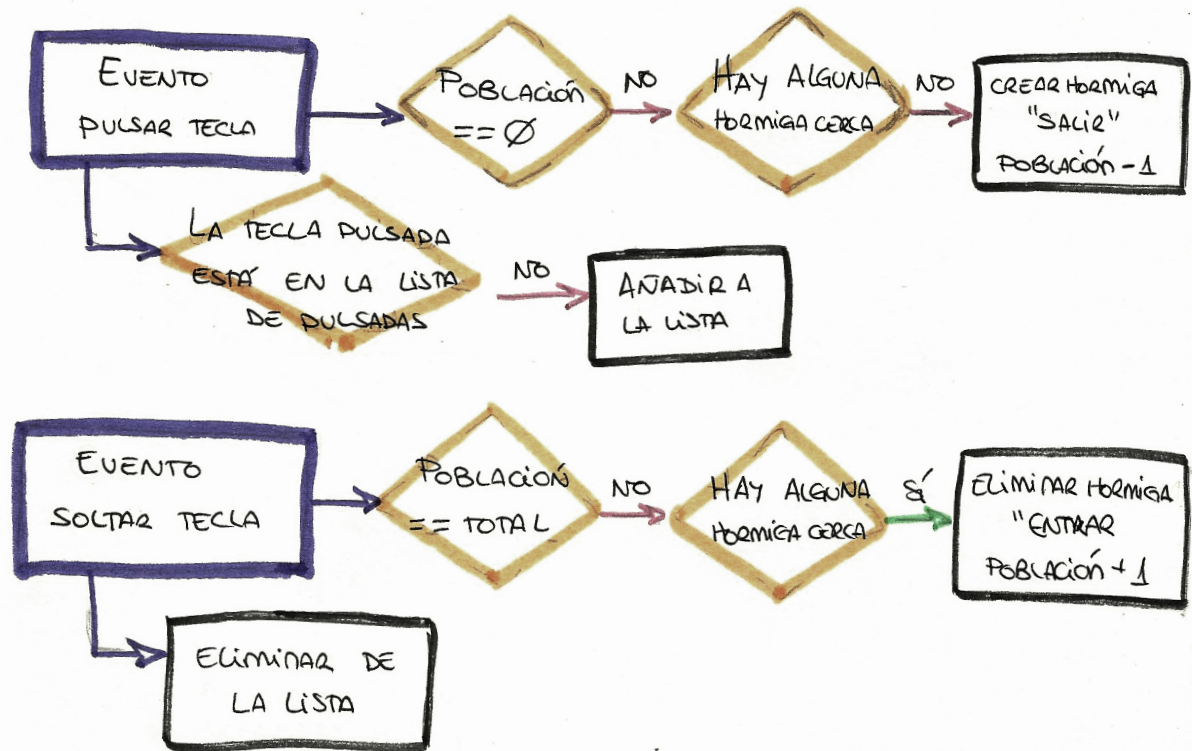 EVENTO
PULSAR TECLA
POBLACIÓN
== Ø
NO
HAY ALGUNA
HORMIGA CERCA
NO
CREAR HORMIGA
"SALIR"
POBLACIÓN - 1
LA TECLA PULSADA
ESTÁ EN LA LISTA
DE PULSADAS
NO
AÑADIR A
LA LISTA
EVENTO
SOLTAR TECLA
POBLACIÓN
== TOTAL
NO
HAY ALGUNA
HORMIGA CERCA
SÍ
ELIMINAR HORMIGA
"ENTRAR
POBLACIÓN + 1
ELIMINAR DE
LA LISTA